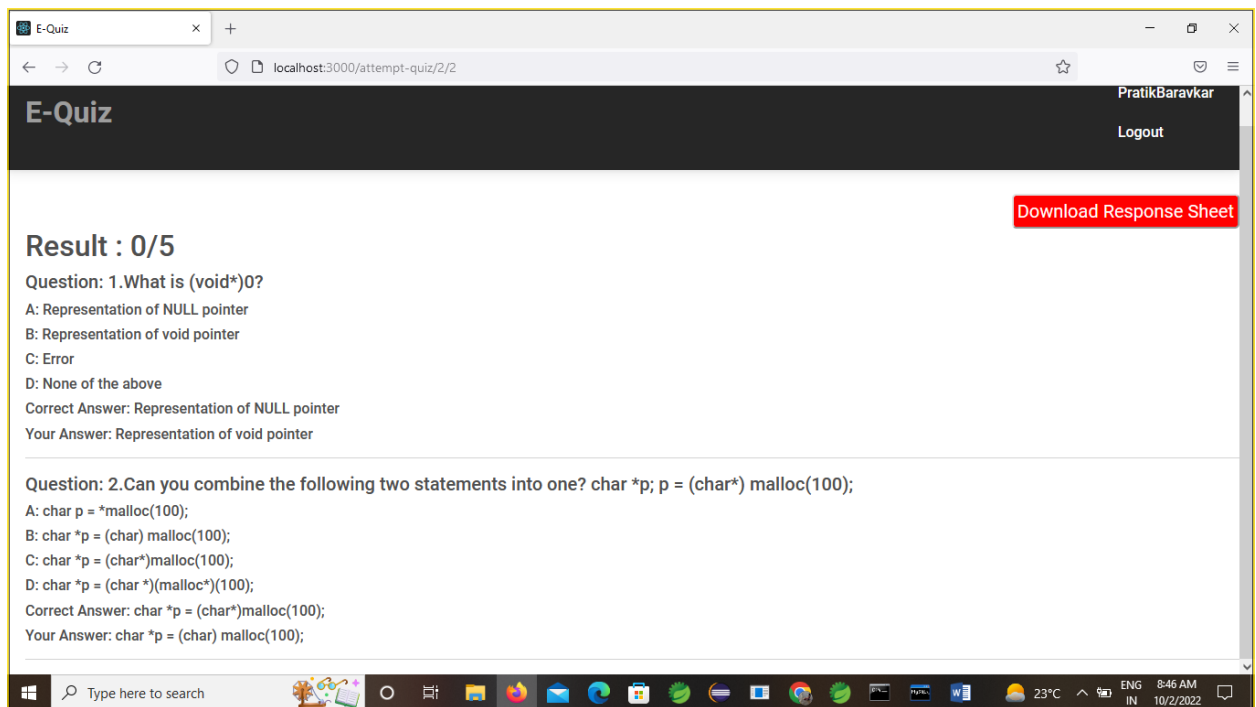 E-Quiz
localhost:3000/attempt-quiz/2/2
E-Quiz
PratikBaravkar
Logout
Download Response Sheet
Result : 0/5
Question: 1.What is (void*)0?
A: Representation of NULL pointer
B: Representation of void pointer
C: Error
D: None of the above
Correct Answer: Representation of NULL pointer
Your Answer: Representation of void pointer
Question: 2.Can you combine the following two statements into one? char *p; p = (char*) malloc(100);
A: char p = *malloc(100);
B: char *p = (char) malloc(100);
C: char *p = (char*)malloc(100);
D: char *p = (char *)(malloc*)(100);
Correct Answer: char *p = (char*)malloc(100);
Your Answer: char *p = (char) malloc(100);
Type here to search
23°C
ENG
IN
8:46 AM
10/2/2022